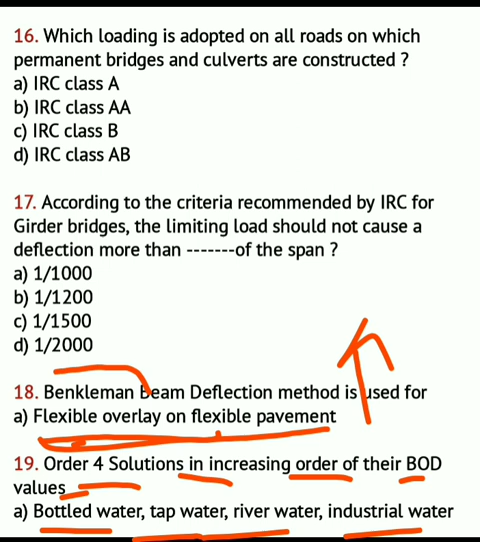 16. Which loading is adopted on all roads on which
permanent bridges and culverts are constructed ?
a) IRC class A
b) IRC class AA
c) IRC class B
d) IRC class AB
17. According to the criteria recommended by IRC for
Girder bridges, the limiting load should not cause a
deflection more than -------of the span ?
a) 1/1000
b) 1/1200
c) 1/1500
d) 1/2000
18. Benkleman Beam Deflection method is used for
a) Flexible overlay on flexible pavement
19. Order 4 Solutions in increasing order of their BOD
values
a) Bottled water, tap water, river water, industrial water